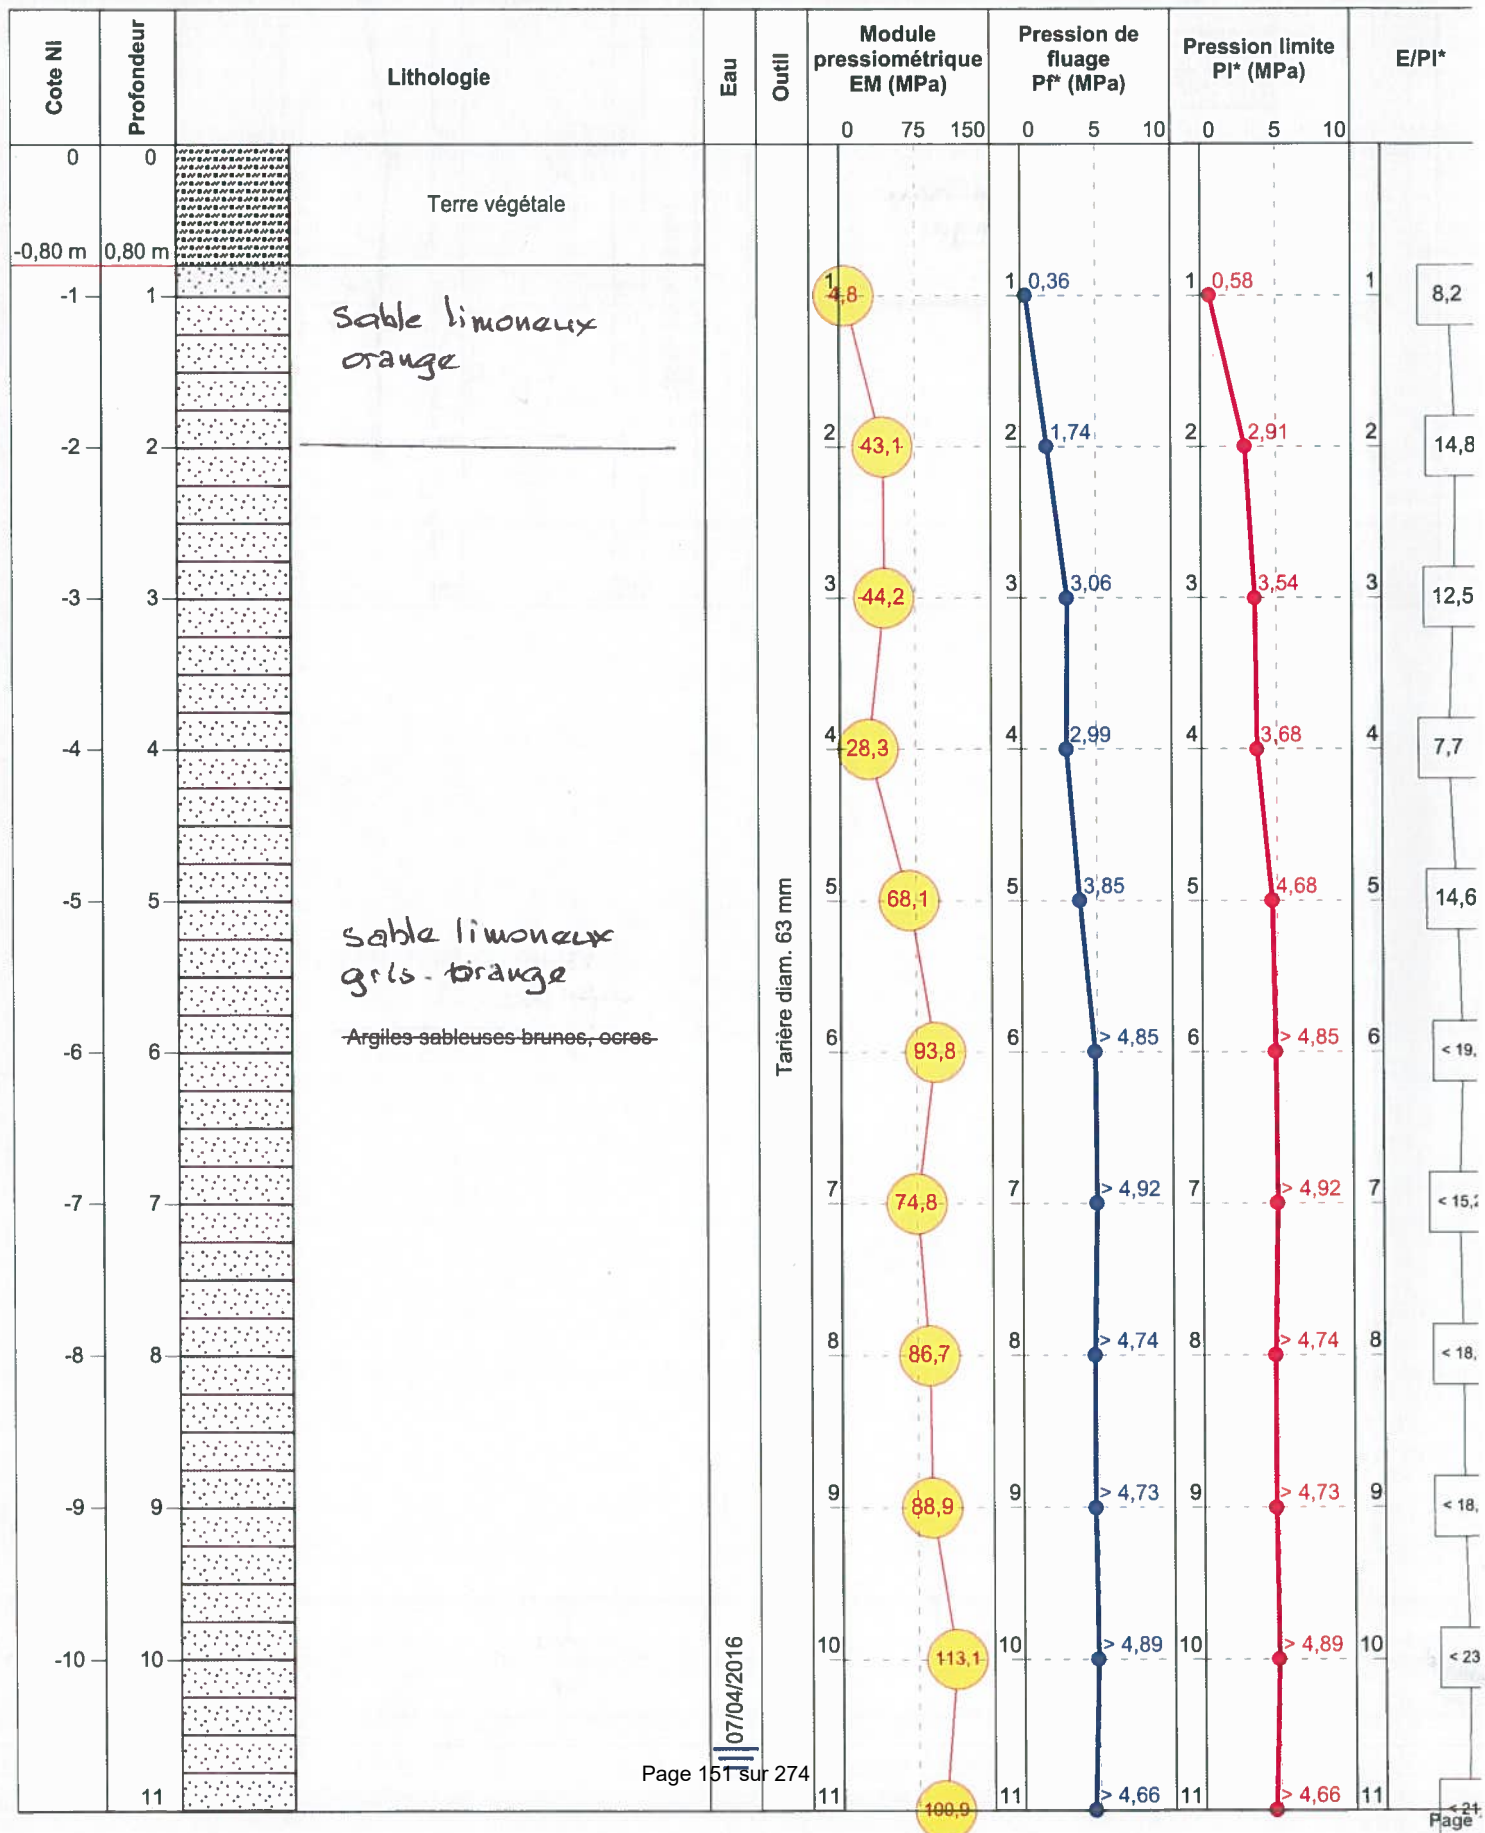 Cote NI
Profondeur
Lithologie
Eau
Outil
Module
pressiométrique
EM (MPa)
0 75 150
Pression de
fluage
Pf* (MPa)
0 5 10
Pression limite
Pl* (MPa)
0 5 10
E/Pl*
0 0
Terre végétale
-0,80 m 0,80 m
-1 1 1 4,8 1 0,36 1 0,58 1 8,2
Sable limoneux
orange
-2 2 2 43,1 2 1,74 2 2,91 2 14,8
-3 3 3 44,2 3 3,06 3 3,54 3 12,5
-4 4 4 28,3 4 2,99 4 3,68 4 7,7
-5 5 5 68,1 5 3,85 5 4,68 5 14,6
Sable limoneux
gris-orange
Argiles sableuses brunes, ocres
Tarière diam. 63 mm
-6 6 6 93,8 6 > 4,85 6 > 4,85 6 < 19,
-7 7 7 74,8 7 > 4,92 7 > 4,92 7 < 15,2
-8 8 8 86,7 8 > 4,74 8 > 4,74 8 < 18,
-9 9 9 88,9 9 > 4,73 9 > 4,73 9 < 18,
-10 10 10 113,1 10 > 4,89 10 > 4,89 10 < 23
07/04/2016
Page 151 sur 274
11 11 100,9 11 > 4,66 11 > 4,66 11 < 21
Page